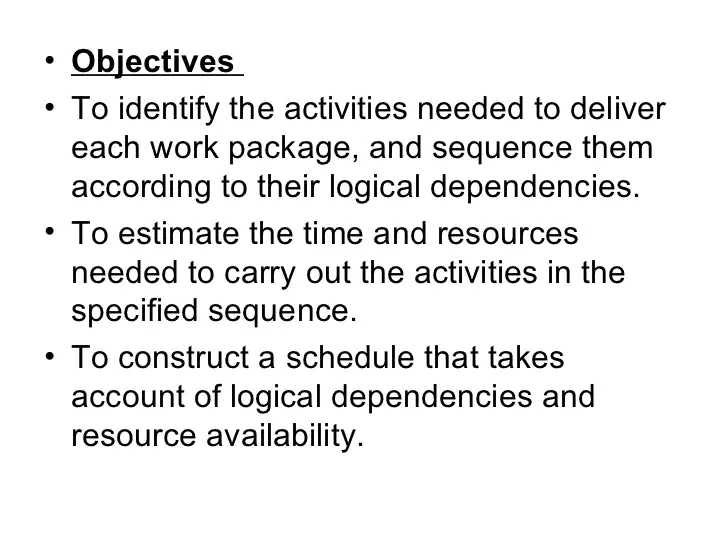 • Objectives
• To identify the activities needed to deliver
each work package, and sequence them
according to their logical dependencies.
• To estimate the time and resources
needed to carry out the activities in the
specified sequence.
• To construct a schedule that takes
account of logical dependencies and
resource availability.